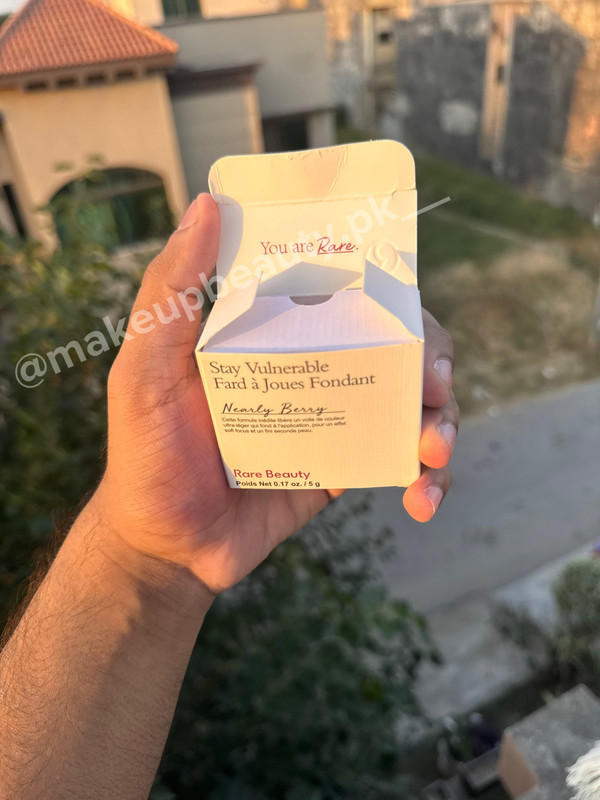 You are Rare.
@makeupbeauty.pk__
Stay Vulnerable
Fard à Joues Fondant
Nearly Berry
Cette formule inédite libère un voile de couleur
ultra-léger qui fond à l'application, pour un effet
soft focus et un fini seconde peau.
Rare Beauty
Poids Net 0.17 oz. / 5 g